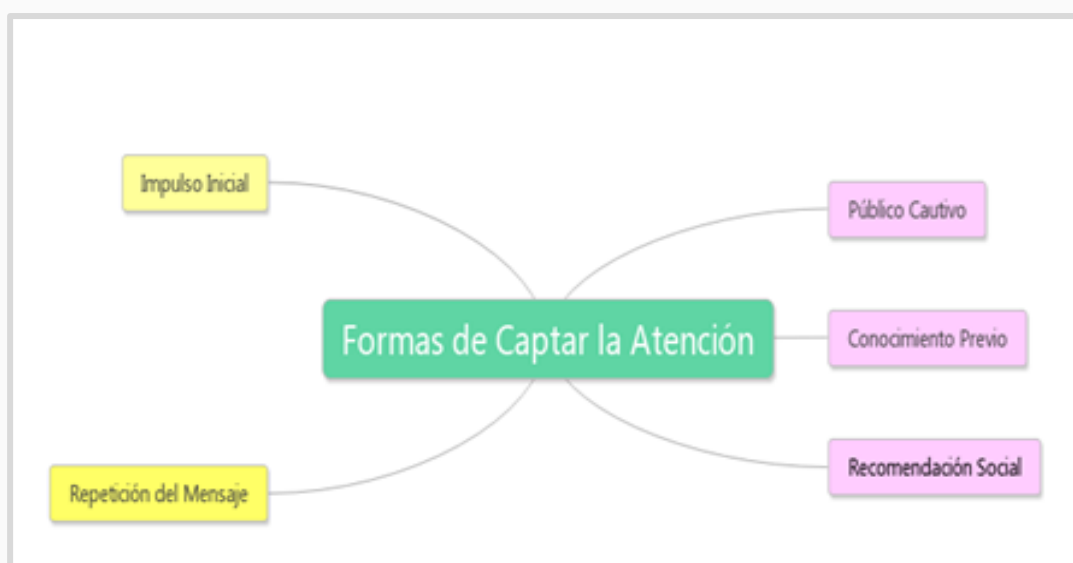 Impulso Inicial
Público Cautivo
Formas de Captar la Atención
Conocimiento Previo
Recomendación Social
Repetición del Mensaje